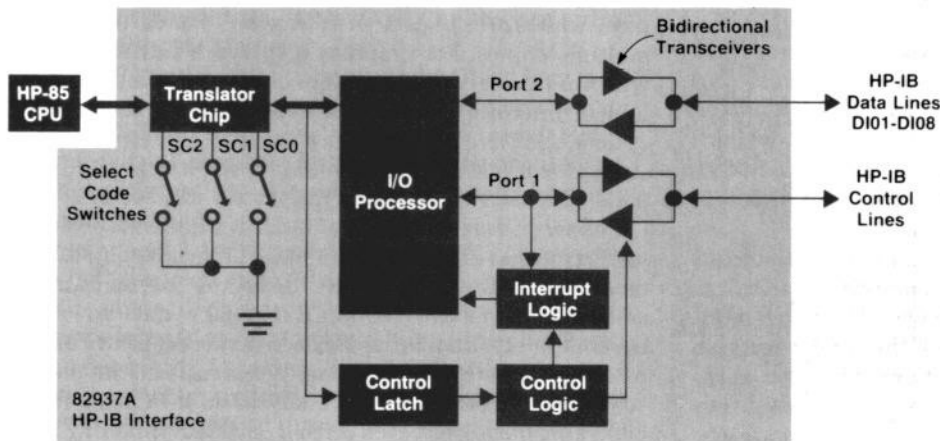 Bidirectional
Transceivers
HP-85
CPU
Translator
Chip
Port 2
HP-IB
Data Lines
DI01-DI08
SC2
SC1
SC0
Select
Code
Switches
I/O
Processor
Port 1
HP-IB
Control
Lines
Interrupt
Logic
Control
Latch
Control
Logic
82937A
HP-IB Interface